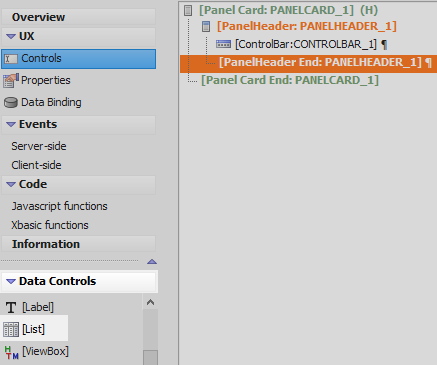 Overview
UX
Controls
Properties
Data Binding
Events
Server-side
Client-side
Code
Javascript functions
Xbasic functions
Information
Data Controls
T [Label]
[List]
HTM [ViewBox]
[Panel Card: PANELCARD_1] (H)
[PanelHeader: PANELHEADER_1]
[ControlBar:CONTROLBAR_1] ¶
[PanelHeader End: PANELHEADER_1] ¶
[Panel Card End: PANELCARD_1]